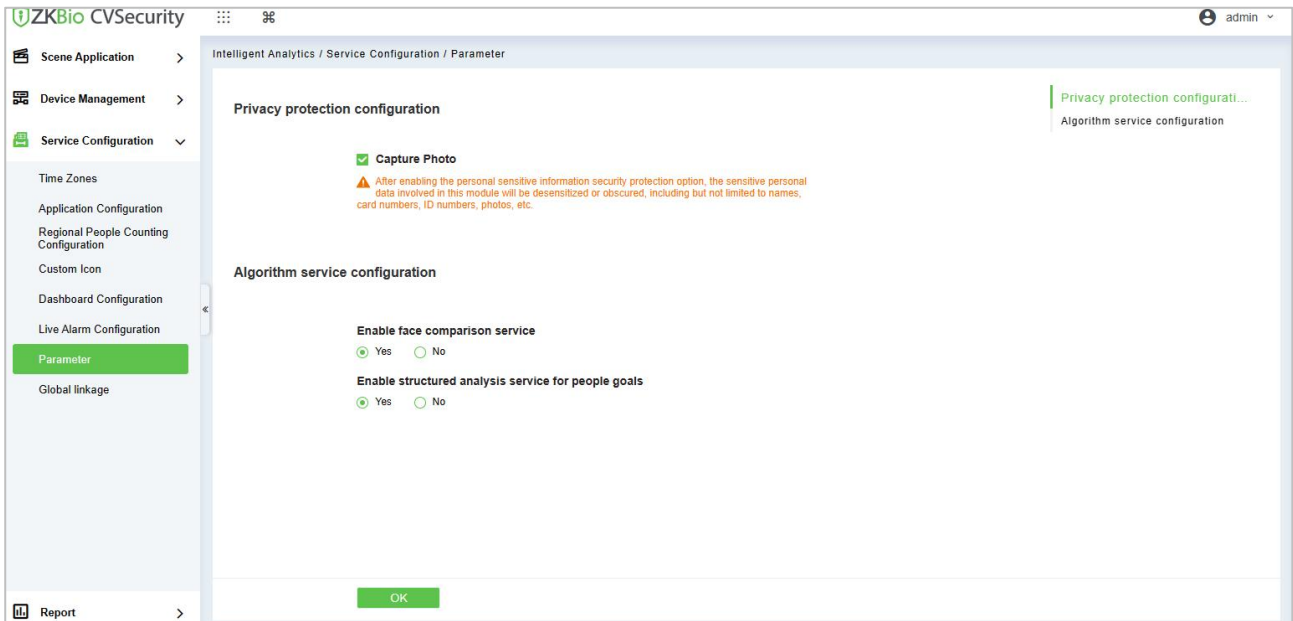 ZKBio CVSecurity
admin
Scene Application
Device Management
Service Configuration
Time Zones
Application Configuration
Regional People Counting
Configuration
Custom Icon
Dashboard Configuration
Live Alarm Configuration
Parameter
Global linkage
Report
Intelligent Analytics / Service Configuration / Parameter
Privacy protection configuration
Capture Photo
After enabling the personal sensitive information security protection option, the sensitive personal
data involved in this module will be desensitized or obscured, including but not limited to names,
card numbers, ID numbers, photos, etc.
Algorithm service configuration
Enable face comparison service
Yes No
Enable structured analysis service for people goals
Yes No
OK
Privacy protection configurati...
Algorithm service configuration